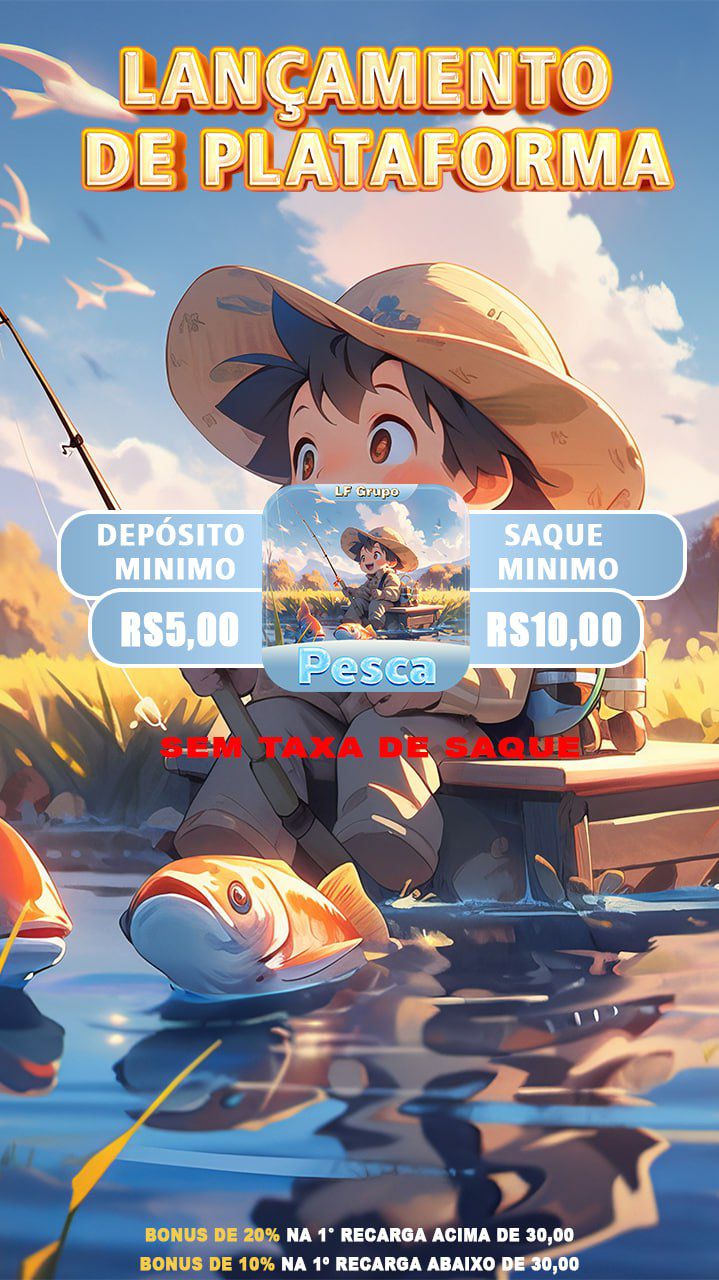 LANÇAMENTO
DE PLATAFORMA
LF Grupo
DEPÓSITO
MINIMO
RS5,00
SAQUE
MINIMO
RS10,00
Pesca
SEM TAXA DE SAQUE
BONUS DE 20% NA 1° RECARGA ACIMA DE 30,00
BONUS DE 10% NA 1º RECARGA ABAIXO DE 30,00